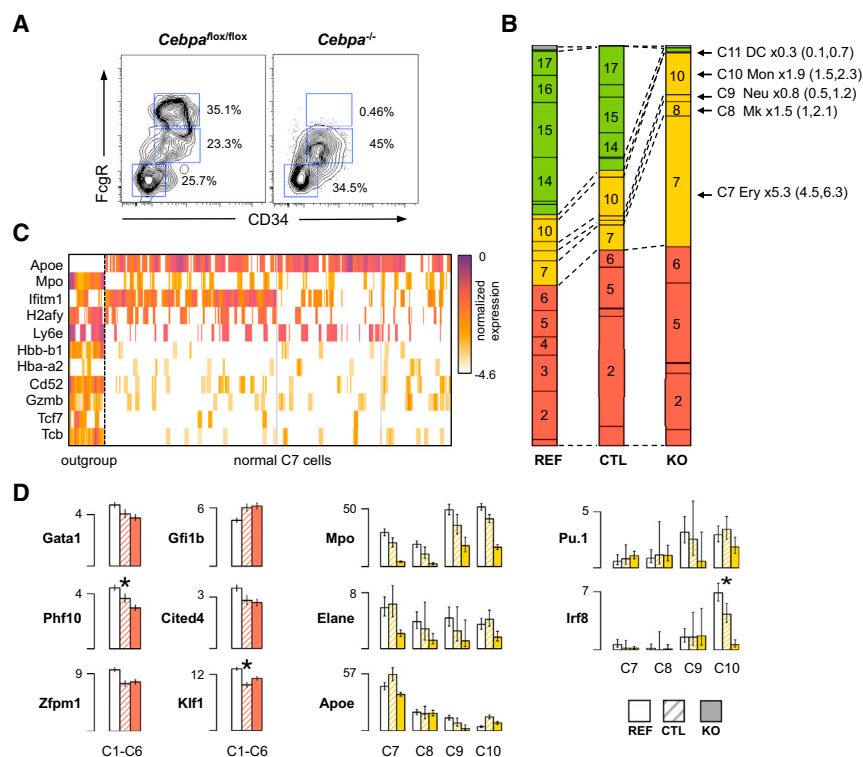 A
Cebpaflox/flox
Cebpa-/-
FcgR
35.1%
23.3%
25.7%
0.46%
45%
34.5%
CD34
B
17
16
15
14
10
7
6
5
4
3
2
REF
17
15
14
10
7
6
5
2
CTL
10
8
7
6
5
2
KO
C11 DC x0.3 (0.1,0.7)
C10 Mon x1.9 (1.5,2.3)
C9 Neu x0.8 (0.5,1.2)
C8 Mk x1.5 (1,2.1)
C7 Ery x5.3 (4.5,6.3)
C
Apoe
Mpo
Ifitm1
H2afy
Ly6e
Hbb-b1
Hba-a2
Cd52
Gzmb
Tcf7
Tcb
outgroup
normal C7 cells
0
normalized
expression
-4.6
D
Gata1
4
Gfi1b
6
Mpo
50
Pu.1
5
Phf10
4
*
Cited4
3
Elane
8
Irf8
7
*
C7 C8 C9 C10
Zfpm1
9
Klf1
12
*
Apoe
57
C1-C6
C1-C6
C7 C8 C9 C10
REF CTL KO